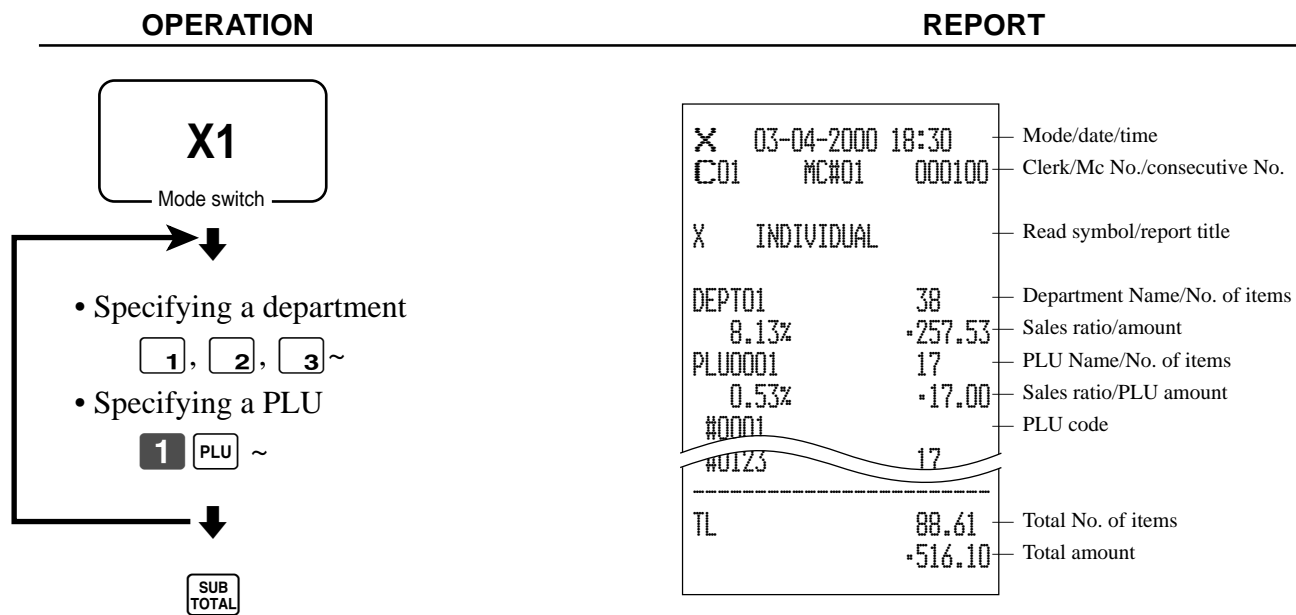 OPERATION
REPORT
X1
Mode switch
• Specifying a department
1, 2, 3~
• Specifying a PLU
1 PLU ~
SUB
TOTAL
X 03-04-2000 18:30
Mode/date/time
C01 MC#01 000100
Clerk/Mc No./consecutive No.
X INDIVIDUAL
Read symbol/report title
DEPT01 38
Department Name/No. of items
8.13% •257.53
Sales ratio/amount
PLU0001 17
PLU Name/No. of items
0.53% •17.00
Sales ratio/PLU amount
#0001
PLU code
#0123 17
TL 88.61
Total No. of items
•516.10
Total amount